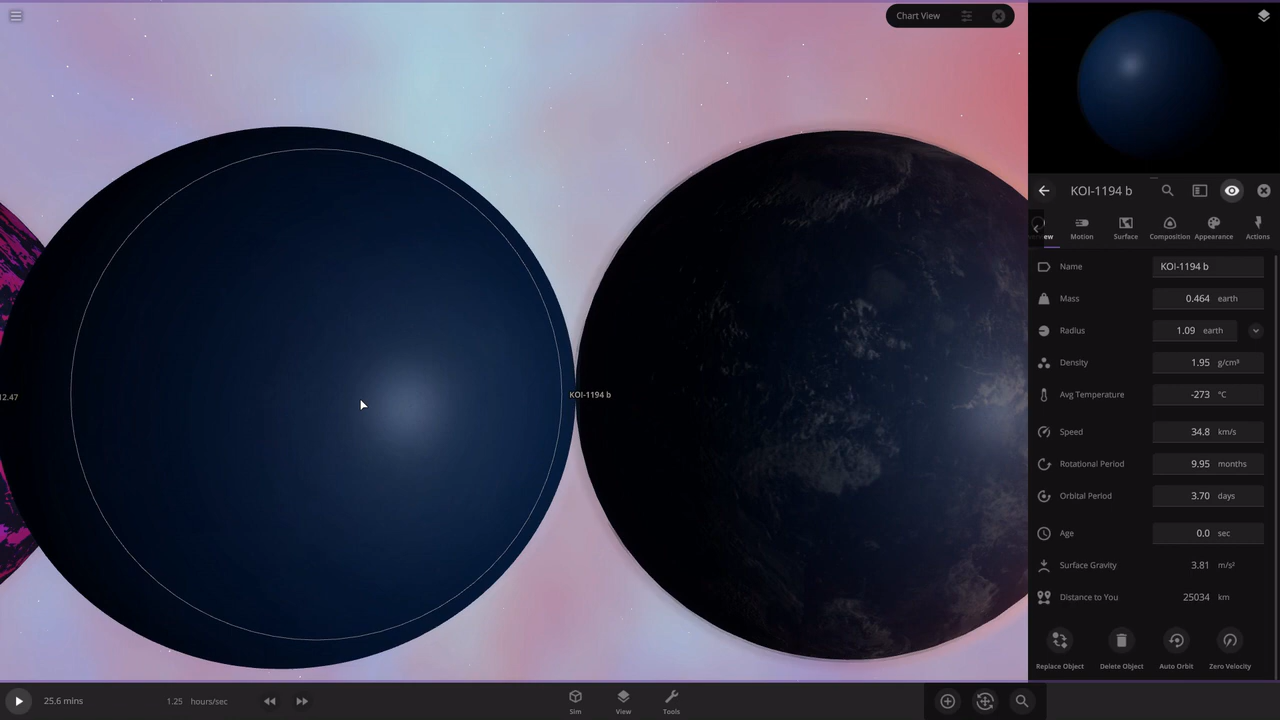 Chart View
KOI-1194 b
Motion
Surface
Composition
Appearance
Actions
Name KOI-1194 b
Mass 0.464 earth
Radius 1.09 earth
Density 1.95 g/cm³
Avg Temperature -273 °C
Speed 34.8 km/s
Rotational Period 9.95 months
Orbital Period 3.70 days
Age 0.0 sec
Surface Gravity 3.81 m/s²
Distance to You 25034 km
Replace Object
Delete Object
Auto Orbit
Zero Velocity
12.47
KOI-1194 b
25.6 mins
1.25 hours/sec
Sim
View
Tools